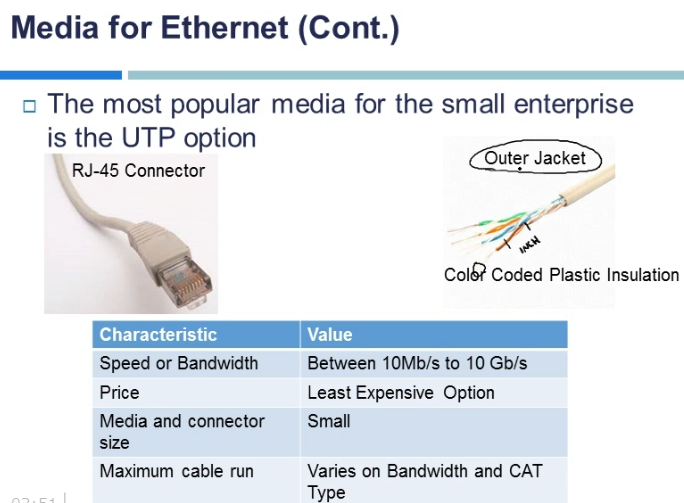 Media for Ethernet (Cont.)
The most popular media for the small enterprise
is the UTP option
RJ-45 Connector
Outer Jacket
INCH
Color Coded Plastic Insulation
Characteristic Value
Speed or Bandwidth Between 10Mb/s to 10 Gb/s
Price Least Expensive Option
Media and connector Small
size
Maximum cable run Varies on Bandwidth and CAT
Type